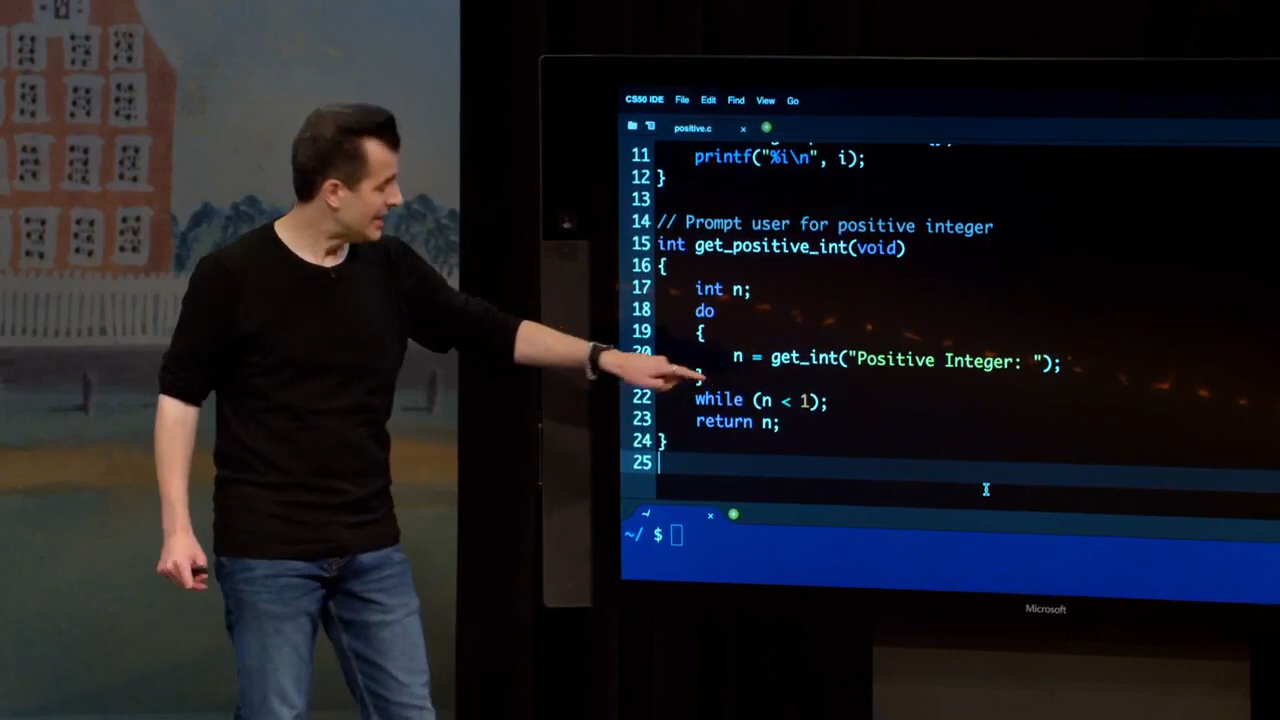 CS50 IDE File Edit Find View Go
positive.c x
11 printf("%i\n", i);
12 }
13
14 // Prompt user for positive integer
15 int get_positive_int(void)
16 {
17 int n;
18 do
19 {
20 n = get_int("Positive Integer: ");
}
22 while (n < 1);
23 return n;
24 }
25
~/ $
Microsoft